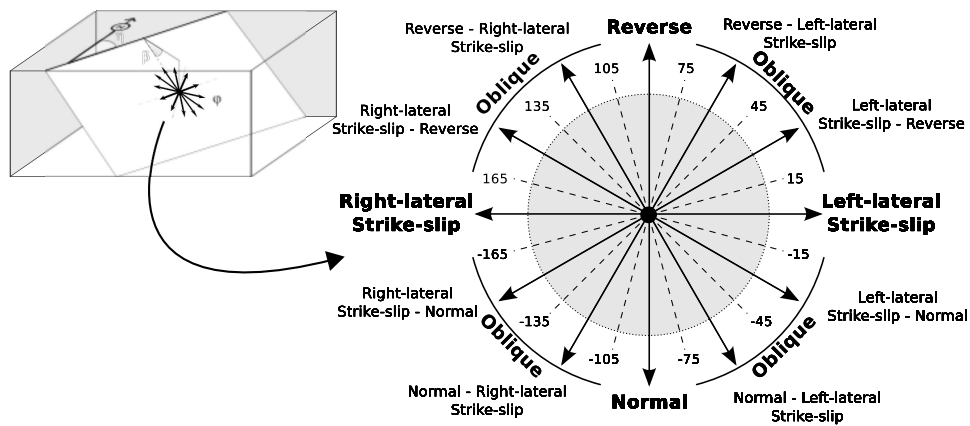 η
β
φ
Reverse - Right-lateral
Strike-slip
Reverse
Reverse - Left-lateral
Strike-slip
Oblique
105
75
Oblique
Right-lateral
Strike-slip - Reverse
135
45
Left-lateral
Strike-slip - Reverse
165
15
Right-lateral
Strike-slip
Left-lateral
Strike-slip
-165
-15
Right-lateral
Strike-slip - Normal
-135
-45
Left-lateral
Strike-slip - Normal
Oblique
-105
-75
Oblique
Normal - Right-lateral
Strike-slip
Normal
Normal - Left-lateral
Strike-slip